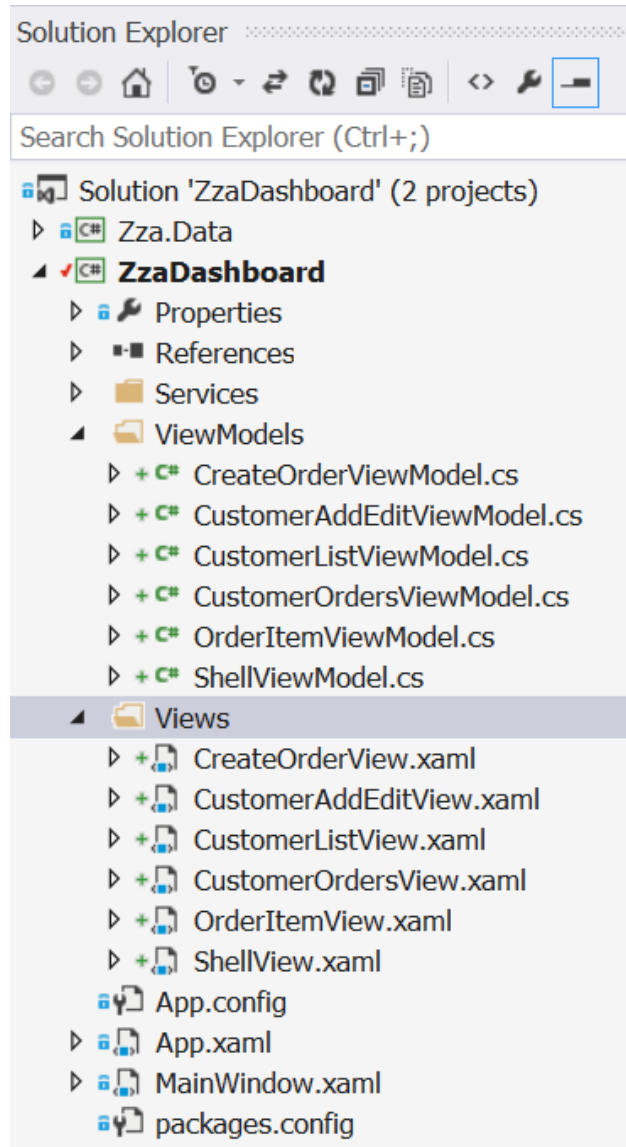 Solution Explorer
Search Solution Explorer (Ctrl+;)
Solution 'ZzaDashboard' (2 projects)
C# Zza.Data
C# ZzaDashboard
Properties
References
Services
ViewModels
C# CreateOrderViewModel.cs
C# CustomerAddEditViewModel.cs
C# CustomerListViewModel.cs
C# CustomerOrdersViewModel.cs
C# OrderItemViewModel.cs
C# ShellViewModel.cs
Views
CreateOrderView.xaml
CustomerAddEditView.xaml
CustomerListView.xaml
CustomerOrdersView.xaml
OrderItemView.xaml
ShellView.xaml
App.config
App.xaml
MainWindow.xaml
packages.config